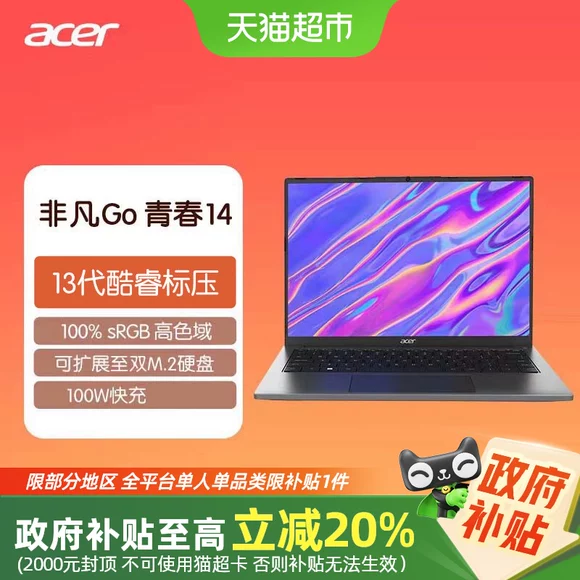 acer
天猫超市
非凡Go 青春14
13代酷睿标压
100% sRGB 高色域
可扩展至双M.2硬盘
100W快充
acer
限部分地区 全平台单人单品类限补贴1件
政府补贴至高 立减20%
(2000元封顶 不可使用猫超卡 否则补贴无法生效)
政府
补贴